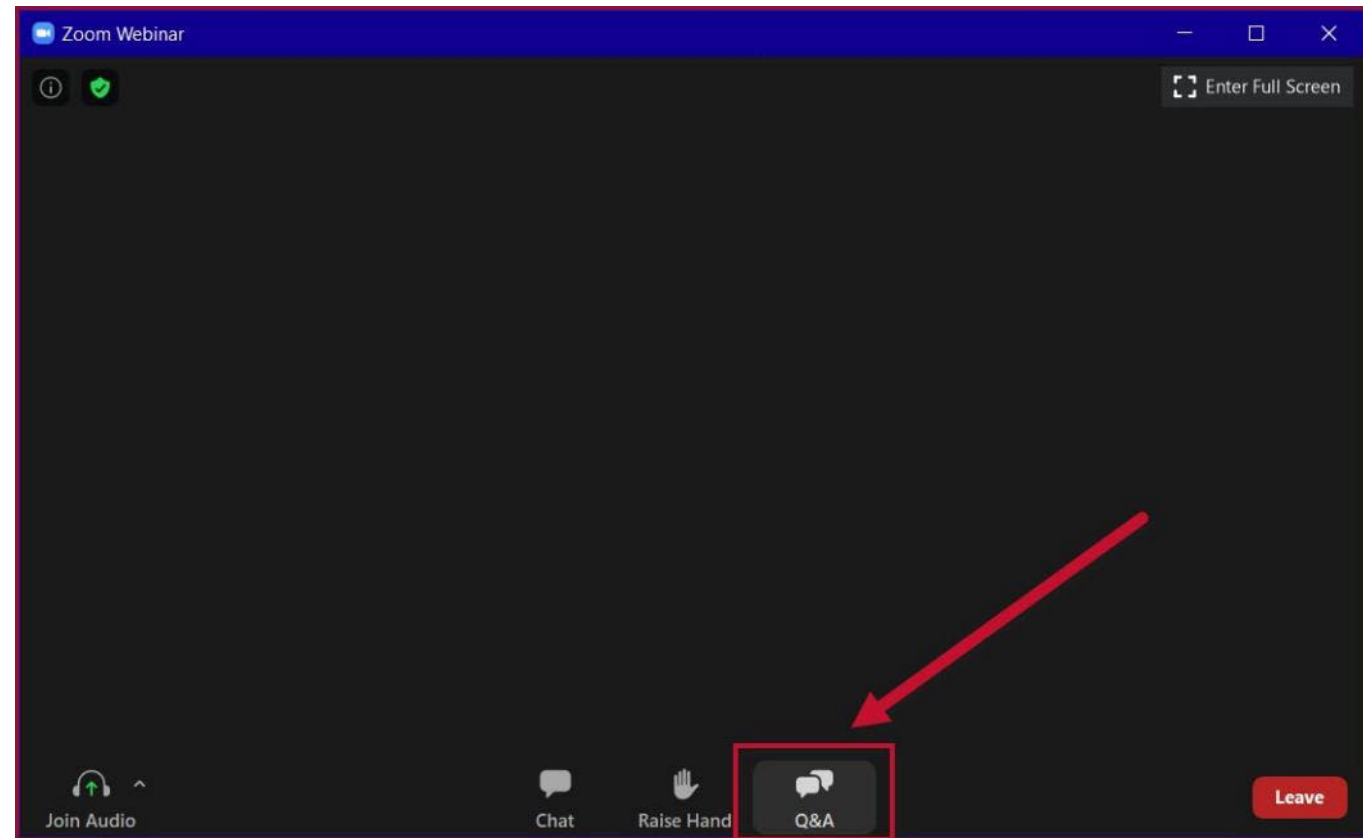 Zoom Webinar
Enter Full Screen
Join Audio
Chat
Raise Hand
Q&A
Leave